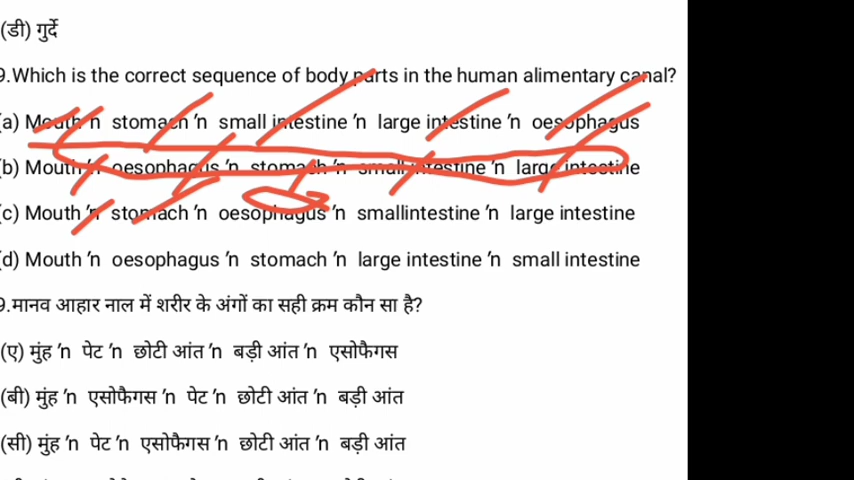 (डी) गुर्दे
9.Which is the correct sequence of body parts in the human alimentary canal?
(a) Mouth 'n stomach 'n small intestine 'n large intestine 'n oesophagus
(b) Mouth 'n oesophagus 'n stomach 'n small intestine 'n large intestine
(c) Mouth 'n stomach 'n oesophagus 'n smallintestine 'n large intestine
(d) Mouth 'n oesophagus 'n stomach 'n large intestine 'n small intestine
9.मानव आहार नाल में शरीर के अंगों का सही क्रम कौन सा है?
(ए) मुंह 'n पेट 'n छोटी आंत 'n बड़ी आंत 'n एसोफैगस
(बी) मुंह 'n एसोफैगस 'n पेट 'n छोटी आंत 'n बड़ी आंत
(सी) मुंह 'n पेट 'n एसोफैगस 'n छोटी आंत 'n बड़ी आंत